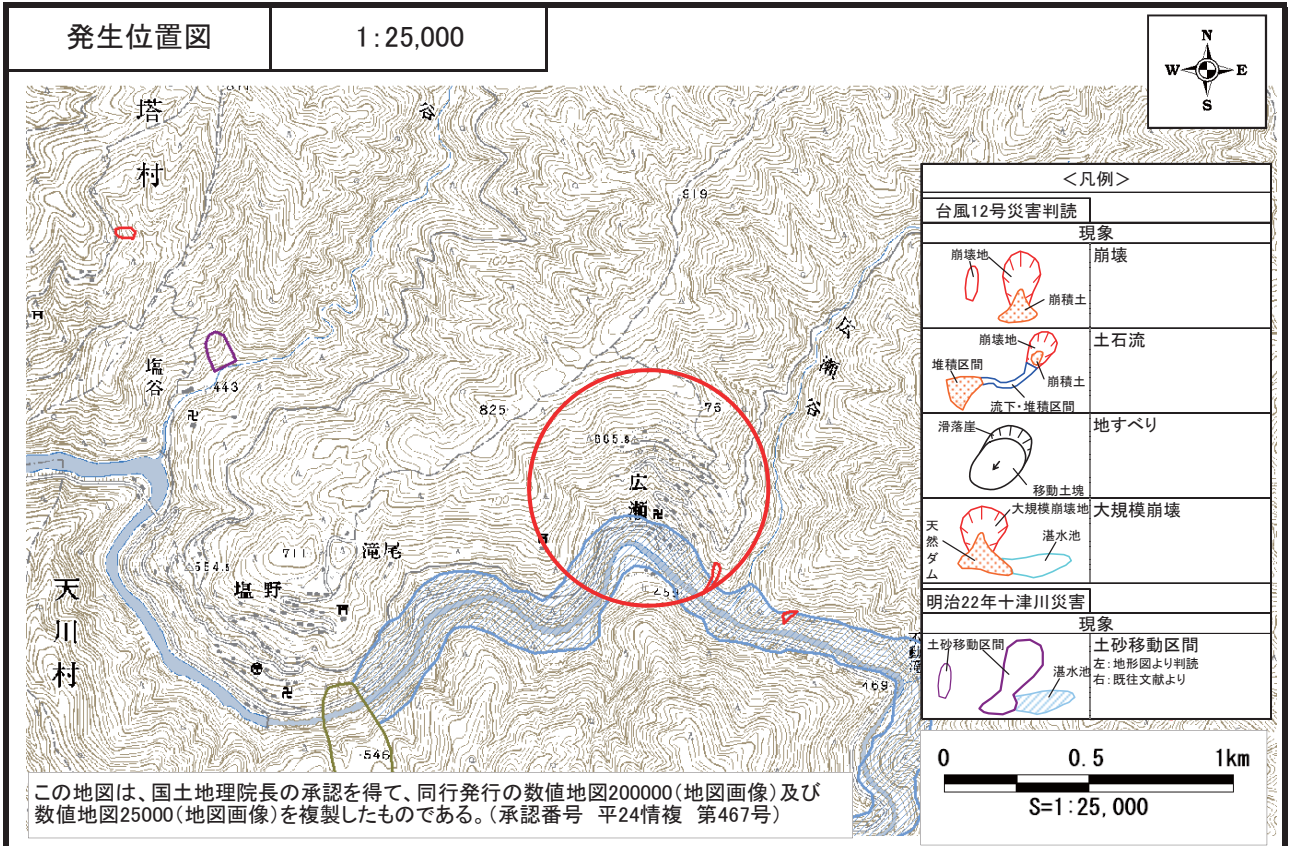 発生位置図
1:25,000
N
W
E
S
塔村
谷
819
塩谷
443
広瀬谷
825
76
665.8
広瀬
711
滝尾
554.8
塩野
259
天川村
469
546
不動滝
<凡例>
台風12号災害判読
現象
崩壊地
崩壊
崩積土
崩壊地
土石流
堆積区間
崩積土
流下・堆積区間
滑落崖
地すべり
移動土塊
大規模崩壊地
大規模崩壊
天然ダム
湛水池
明治22年十津川災害
現象
土砂移動区間
土砂移動区間
左:地形図より判読
湛水池
右:既往文献より
0 0.5 1km
S=1:25,000
この地図は、国土地理院長の承認を得て、同行発行の数値地図200000(地図画像)及び
数値地図25000(地図画像)を複製したものである。(承認番号 平24情複 第467号)